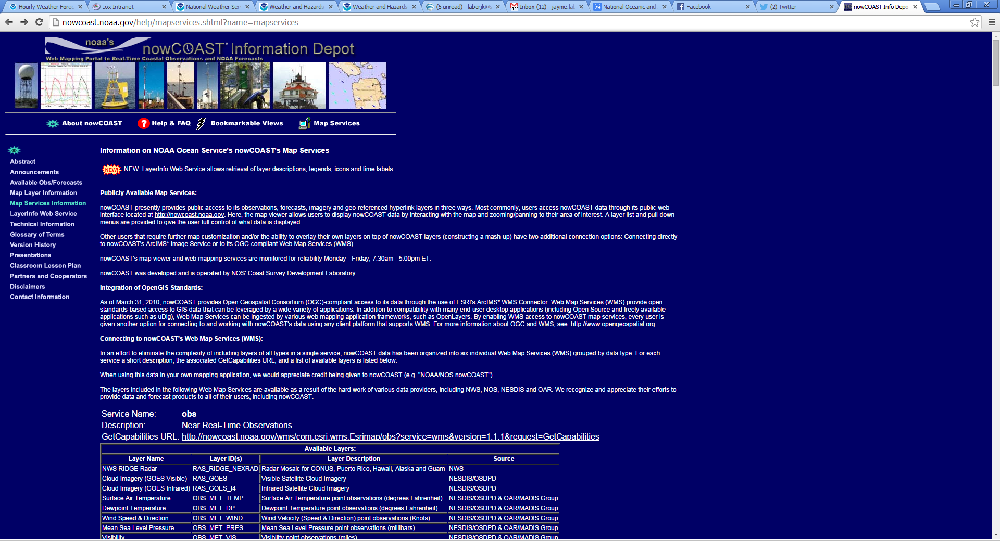 Hourly Weather Forec
Lox Intranet
National Weather Serv
Weather and Hazards
Weather and Hazards
(5 unread) - laberjk@s
Inbox (12) - jayme.lab
National Oceanic and
Facebook
(2) Twitter
nowCOAST Info Depo
nowcoast.noaa.gov/help/mapservices.shtml?name=mapservices
noaa's
nowCOAST Information Depot
Web Mapping Portal to Real-Time Coastal Observations and NOAA Forecasts
About nowCOAST
Help & FAQ
Bookmarkable Views
Map Services
Abstract
Announcements
Available Obs/Forecasts
Map Layer Information
Map Services Information
LayerInfo Web Service
Technical Information
Glossary of Terms
Version History
Presentations
Classroom Lesson Plan
Partners and Cooperators
Disclaimers
Contact Information
Information on NOAA Ocean Service's nowCOAST's Map Services
NEW!
NEW: LayerInfo Web Service allows retrieval of layer descriptions, legends, icons and time labels
Publicly Available Map Services:
nowCOAST presently provides public access to its observations, forecasts, imagery and geo-referenced hyperlink layers in three ways. Most commonly, users access nowCOAST data through its public web
interface located at http://nowcoast.noaa.gov. Here, the map viewer allows users to display nowCOAST data by interacting with the map and zooming/panning to their area of interest. A layer list and pull-down
menus are provided to give the user full control of what data is displayed.
Other users that require further map customization and/or the ability to overlay their own layers on top of nowCOAST layers (constructing a mash-up) have two additional connection options: Connecting directly
to nowCOAST's ArcIMS* Image Service or to its OGC-compliant Web Map Services (WMS).
nowCOAST's map viewer and web mapping services are monitored for reliability Monday - Friday, 7:30am - 5:00pm ET.
nowCOAST was developed and is operated by NOS' Coast Survey Development Laboratory.
Integration of OpenGIS Standards:
As of March 31, 2010, nowCOAST provides Open Geospatial Consortium (OGC)-compliant access to its data through the use of ESRI's ArcIMS* WMS Connector. Web Map Services (WMS) provide open
standards-based access to GIS data that can be leveraged by a wide variety of applications. In addition to compatibility with many end-user desktop applications (including Open Source and freely available
applications such as uDig), Web Map Services can be ingested by various web mapping application frameworks, such as OpenLayers. By enabling WMS access to nowCOAST map services, every user is
given another option for connecting to and working with nowCOAST's data using any client platform that supports WMS. For more information about OGC and WMS, see: http://www.opengeospatial.org.
Connecting to nowCOAST's Web Map Services (WMS):
In an effort to eliminate the complexity of including layers of all types in a single service, nowCOAST data has been organized into six individual Web Map Services (WMS) grouped by data type. For each
service a short description, the associated GetCapabilities URL, and a list of available layers is listed below.
When using this data in your own mapping application, we would appreciate credit being given to nowCOAST (e.g. "NOAA/NOS nowCOAST").
The layers included in the following Web Map Services are available as a result of the hard work of various data providers, including NWS, NOS, NESDIS and OAR. We recognize and appreciate their efforts to
provide data and forecast products to all of their users, including nowCOAST.
Service Name: obs
Description: Near Real-Time Observations
GetCapabilities URL: http://nowcoast.noaa.gov/wms/com.esri.wms.Esrimap/obs?service=wms&version=1.1.1&request=GetCapabilities
Available Layers:
Layer Name Layer ID(s) Layer Description Source
NWS RIDGE Radar RAS_RIDGE_NEXRAD Radar Mosaic for CONUS, Puerto Rico, Hawaii, Alaska and Guam NWS
Cloud Imagery (GOES Visible) RAS_GOES Visible Satellite Cloud Imagery NESDIS/OSDPD
Cloud Imagery (GOES Infrared) RAS_GOES_I4 Infrared Satellite Cloud Imagery NESDIS/OSDPD
Surface Air Temperature OBS_MET_TEMP Surface Air Temperature point observations (degrees Fahrenheit) NESDIS/OSDPD & OAR/MADIS Group
Dewpoint Temperature OBS_MET_DP Dewpoint Temperature point observations (degrees Fahrenheit) NESDIS/OSDPD & OAR/MADIS Group
Wind Speed & Direction OBS_MET_WIND Wind Velocity (Speed & Direction) point observations (Knots) NESDIS/OSDPD & OAR/MADIS Group
Mean Sea Level Pressure OBS_MET_PRES Mean Sea Level Pressure point observations (millibars) NESDIS/OSDPD & OAR/MADIS Group
Visibility OBS_MET_VIS Visibility point observations (miles) NESDIS/OSDPD & OAR/MADIS Group